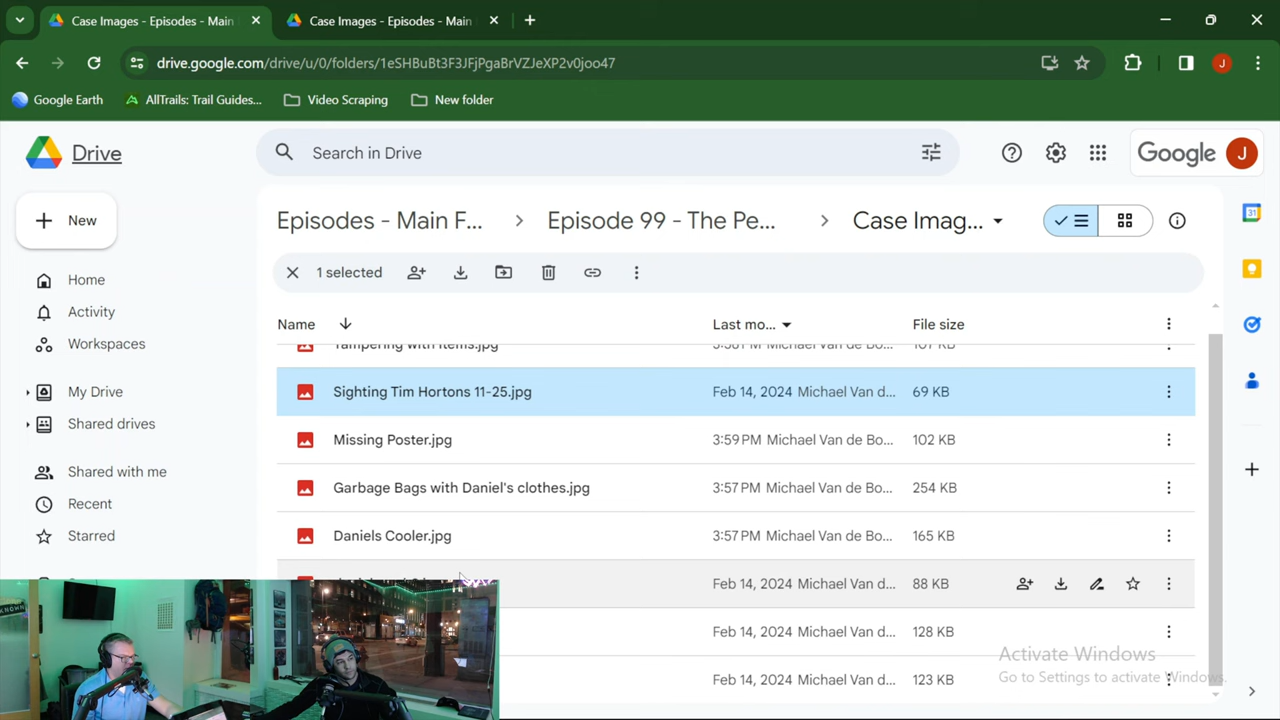 Case Images - Episodes - Main
Case Images - Episodes - Main
drive.google.com/drive/u/0/folders/1eSHBuBt3F3JFjPgaBrVZJeXP2v0joo47
J
Google Earth
AllTrails: Trail Guides...
Video Scraping
New folder
Drive
Search in Drive
Google
J
New
Episodes - Main F...
Episode 99 - The Pe...
Case Imag...
1 selected
Home
Activity
Workspaces
My Drive
Shared drives
Shared with me
Recent
Starred
Name
Last mo...
File size
Tampering with Items.jpg
Sighting Tim Hortons 11-25.jpg
Feb 14, 2024 Michael Van d...
69 KB
Missing Poster.jpg
3:59 PM Michael Van de Bo...
102 KB
Garbage Bags with Daniel's clothes.jpg
3:57 PM Michael Van de Bo...
254 KB
Daniels Cooler.jpg
3:57 PM Michael Van de Bo...
165 KB
Feb 14, 2024 Michael Van d...
88 KB
Feb 14, 2024 Michael Van d...
128 KB
Feb 14, 2024 Michael Van d...
123 KB
Activate Windows
Go to Settings to activate Windows.
31